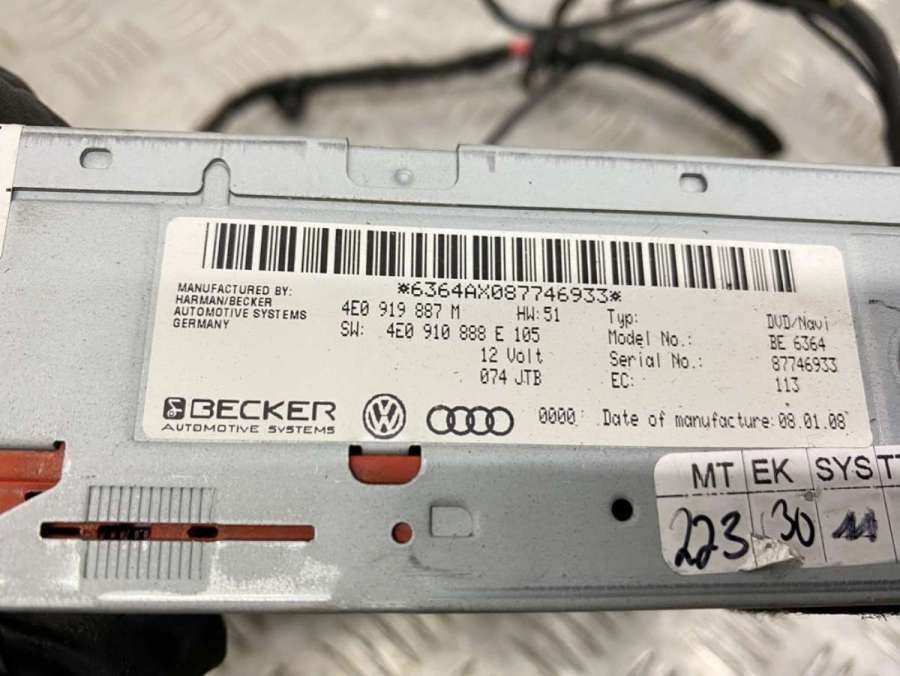 *6364AX087746933*
MANUFACTURED BY:
HARMAN/BECKER
AUTOMOTIVE SYSTEMS
GERMANY
4E0 919 887 M HW:51
SW: 4E0 910 888 E 105
12 Volt
074 JTB
Typ: DVD/Navi
Model No.: BE 6364
Serial No.: 87746933
EC: 113
BECKER
AUTOMOTIVE SYSTEMS
VW
0000 Date of manufacture: 08.01.08
MT EK SYS
223 30 11